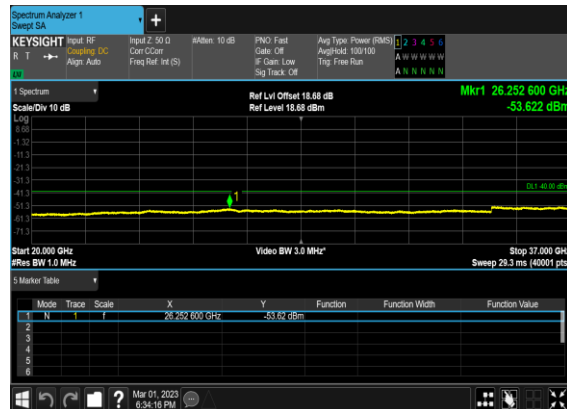 Spectrum Analyzer 1
Swept SA
+
KEYSIGHT Input: RF Input Z: 50 Ω #Atten: 10 dB PNO: Fast Avg Type: Power (RMS) 1 2 3 4 5 6
R T Coupling: DC Corr CCorr Gate: Off Avg|Hold: 100/100 A W W W W W
Align: Auto Freq Ref: Int (S) IF Gain: Low Trig: Free Run
Sig Track: Off A N N N N N
1 Spectrum
Ref Lvl Offset 18.68 dB Mkr1 26.252 600 GHz
Scale/Div 10 dB Ref Level 18.68 dBm -53.622 dBm
Log
8.68
-1.32
-11.3
-21.3
-31.3
DL1 -40.00 dBm
-41.3
1
-51.3
-61.3
-71.3
Start 20.000 GHz Video BW 3.0 MHz* Stop 37.000 GHz
#Res BW 1.0 MHz Sweep 29.3 ms (40001 pts)
5 Marker Table
Mode Trace Scale X Y Function Function Width Function Value
1 N 1 f 26.252 600 GHz -53.62 dBm
2
3
4
5
6
? Mar 01, 2023
6:34:16 PM